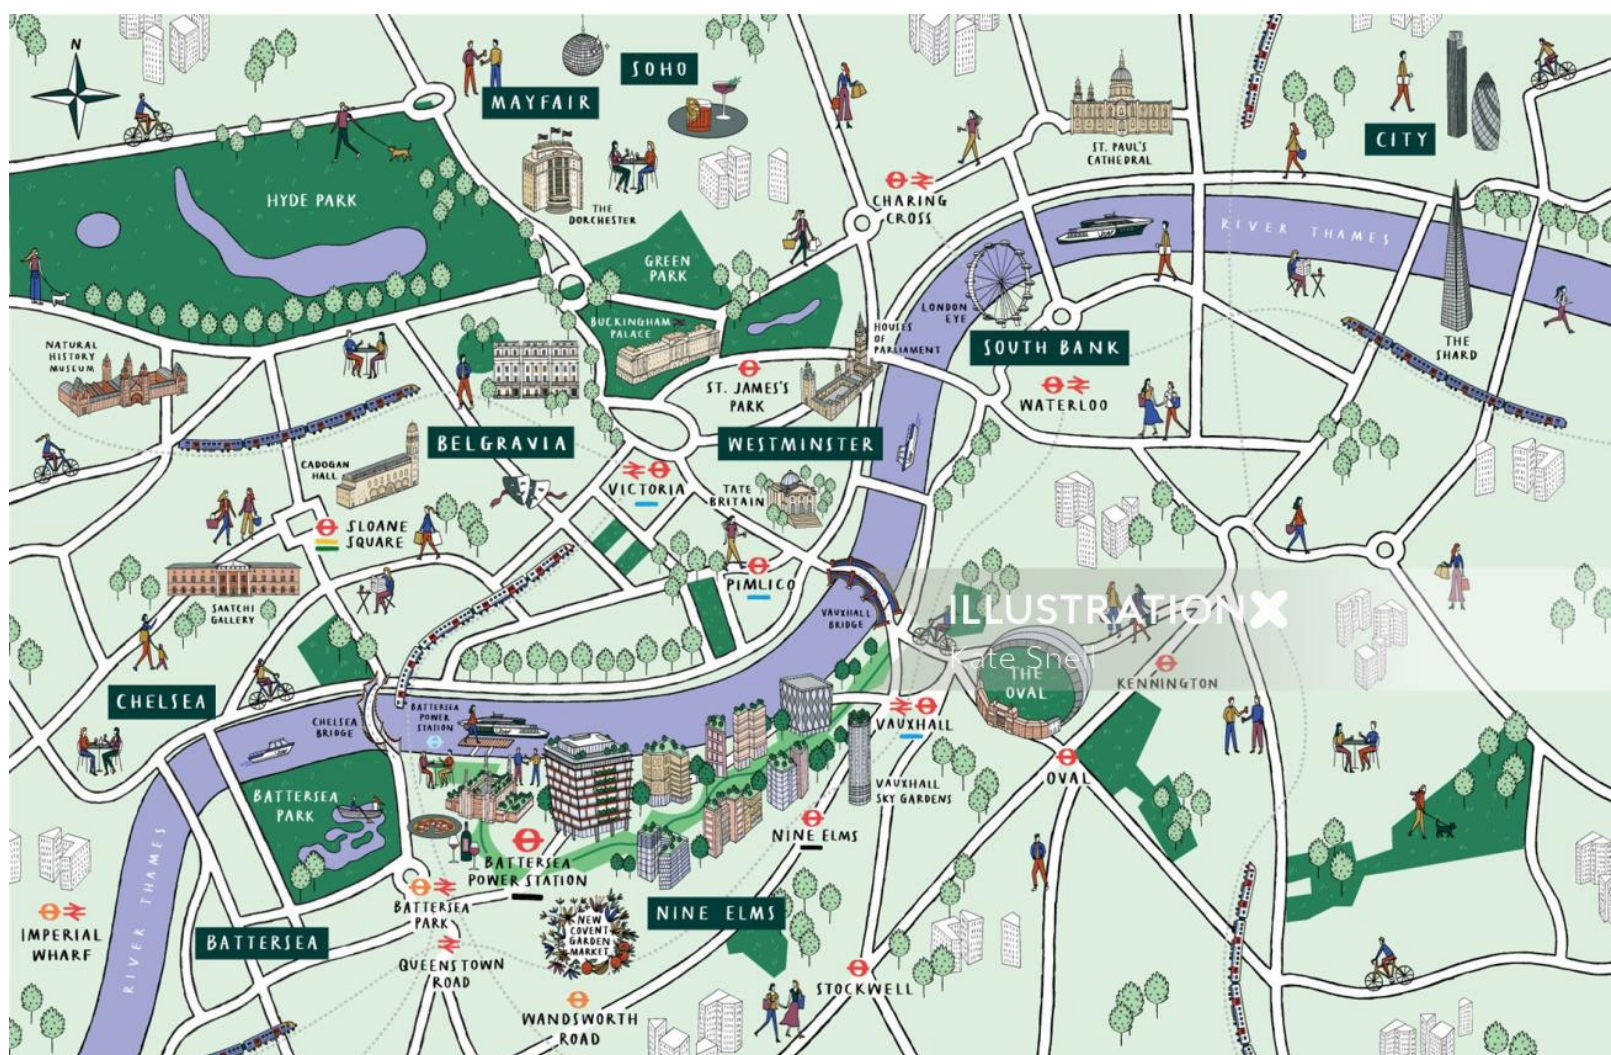 N
SOHO
MAYFAIR
CITY
ST. PAUL'S
CATHEDRAL
HYDE PARK
THE
DORCHESTER
CHARING
CROSS
RIVER THAMES
GREEN
PARK
LONDON
EYE
BUCKINGHAM
PALACE
HOUSES
OF
PARLIAMENT
SOUTH BANK
THE
SHARD
NATURAL
HISTORY
MUSEUM
ST. JAMES'S
PARK
WATERLOO
BELGRAVIA
WESTMINSTER
CADOGAN
HALL
VICTORIA
TATE
BRITAIN
SLOANE
SQUARE
PIMLICO
SAATCHI
GALLERY
VAUXHALL
BRIDGE
ILLUSTRATIONX
Kate Snell
THE
OVAL
KENNINGTON
CHELSEA
CHELSEA
BRIDGE
BATTERSEA
POWER
STATION
VAUXHALL
OVAL
VAUXHALL
SKY GARDENS
BATTERSEA
PARK
NINE ELMS
BATTERSEA
POWER STATION
RIVER THAMES
BATTERSEA
PARK
NEW
COVENT
GARDEN
MARKET
NINE ELMS
IMPERIAL
WHARF
BATTERSEA
QUEENSTOWN
ROAD
STOCKWELL
WANDSWORTH
ROAD